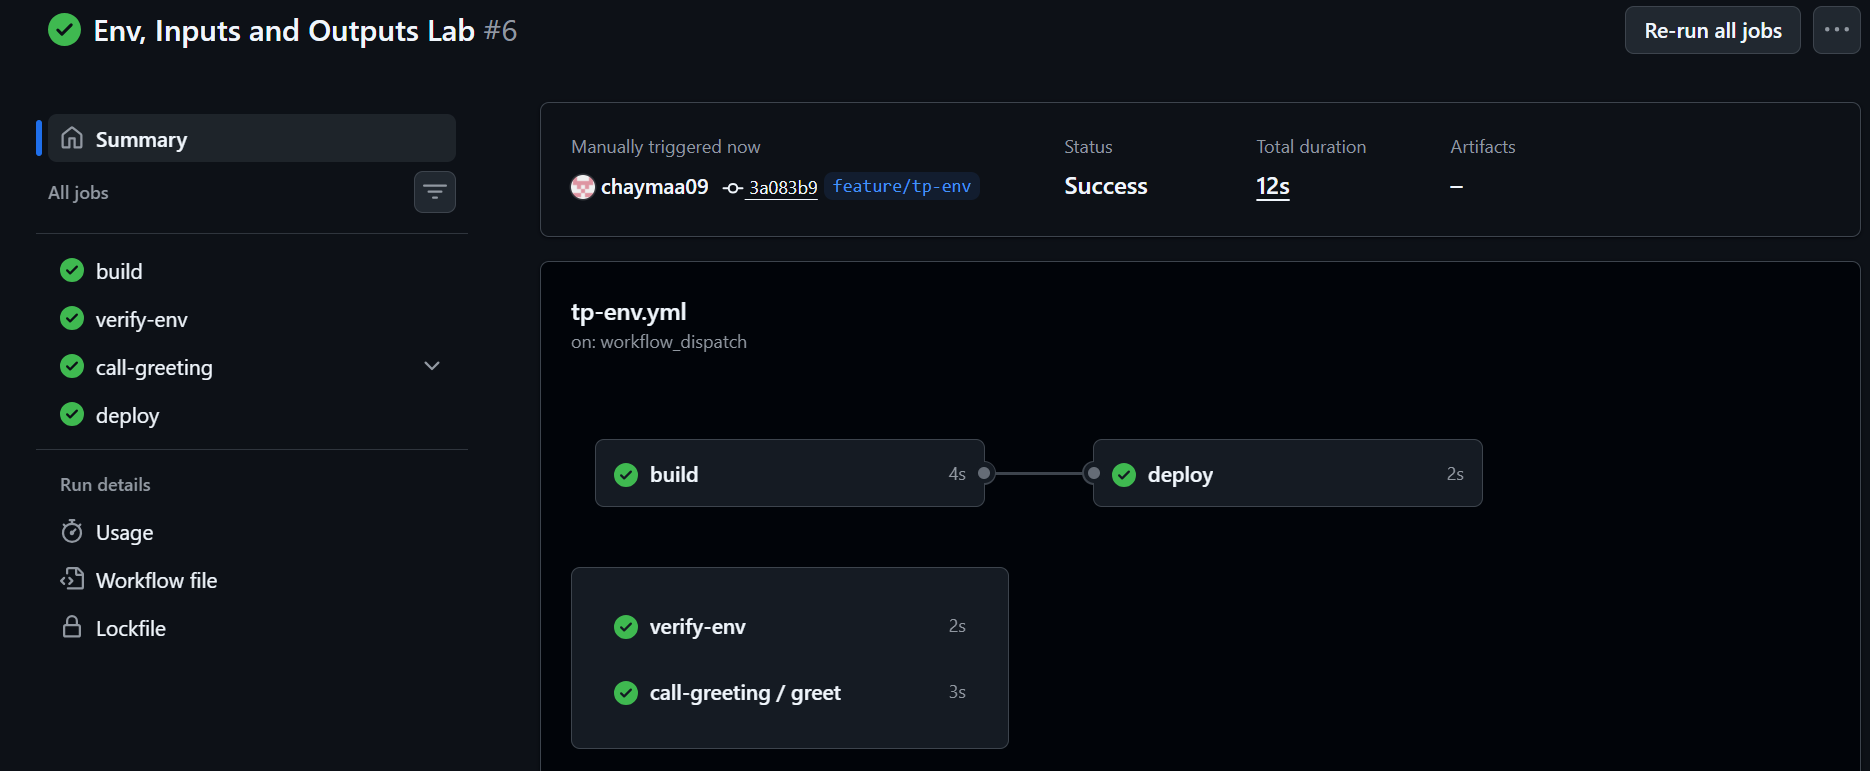 Env, Inputs and Outputs Lab #6
Re-run all jobs
Summary
All jobs
build
verify-env
call-greeting
deploy
Run details
Usage
Workflow file
Lockfile
Manually triggered now
chaymaa09 3a083b9 feature/tp-env
Status
Success
Total duration
12s
Artifacts
–
tp-env.yml
on: workflow_dispatch
build 4s
deploy 2s
verify-env 2s
call-greeting / greet 3s